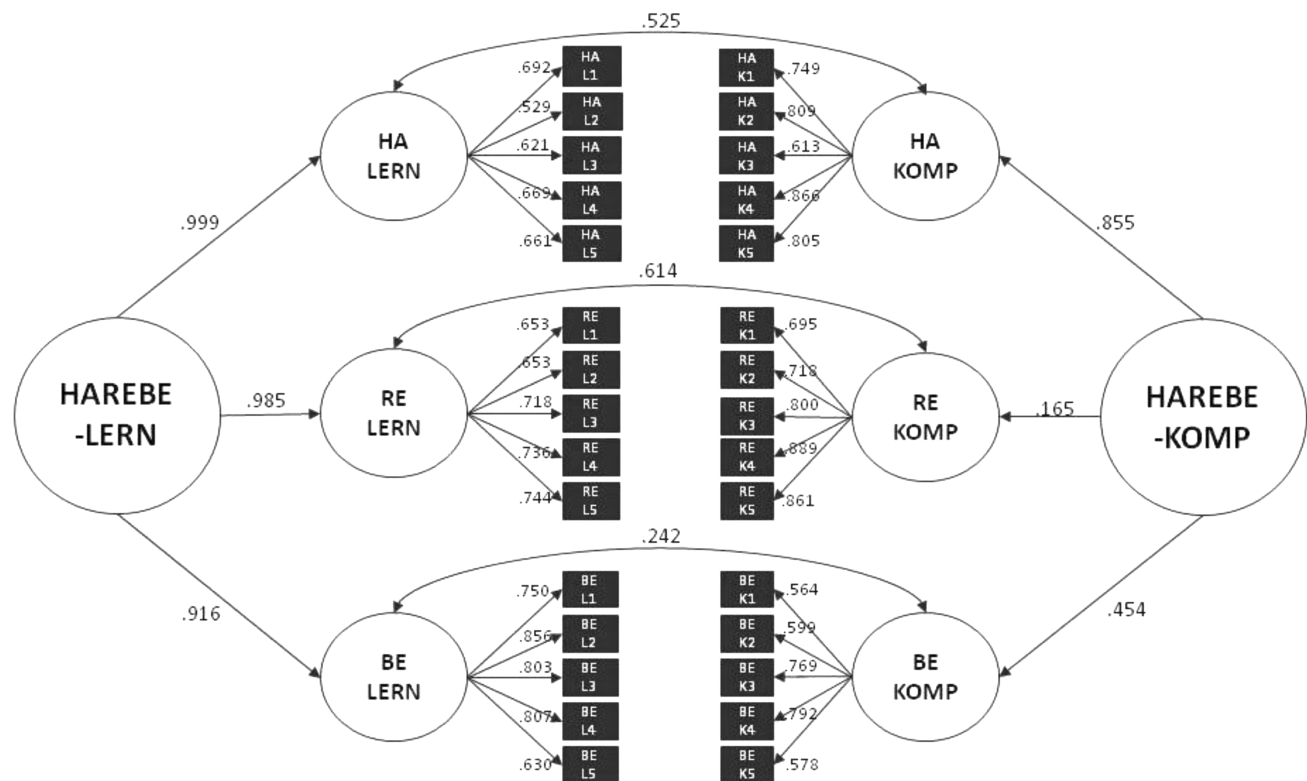 .525
.692
HA
L1
HA
K1
.749
.529
HA
L2
HA
K2
.809
HA
LERN
.621
HA
L3
HA
K3
.613
HA
KOMP
.669
HA
L4
HA
K4
.866
.661
HA
L5
HA
K5
.805
.999
.855
.614
.653
RE
L1
RE
K1
.695
.653
RE
L2
RE
K2
.718
HAREBE
-LERN
.985
RE
LERN
.718
RE
L3
RE
K3
.800
RE
KOMP
.165
HAREBE
-KOMP
.736
RE
L4
RE
K4
.889
.744
RE
L5
RE
K5
.861
.242
.916
.454
.750
BE
L1
BE
K1
.564
.856
BE
L2
BE
K2
.599
BE
LERN
.803
BE
L3
BE
K3
.769
BE
KOMP
.807
BE
L4
BE
K4
.792
.630
BE
L5
BE
K5
.578